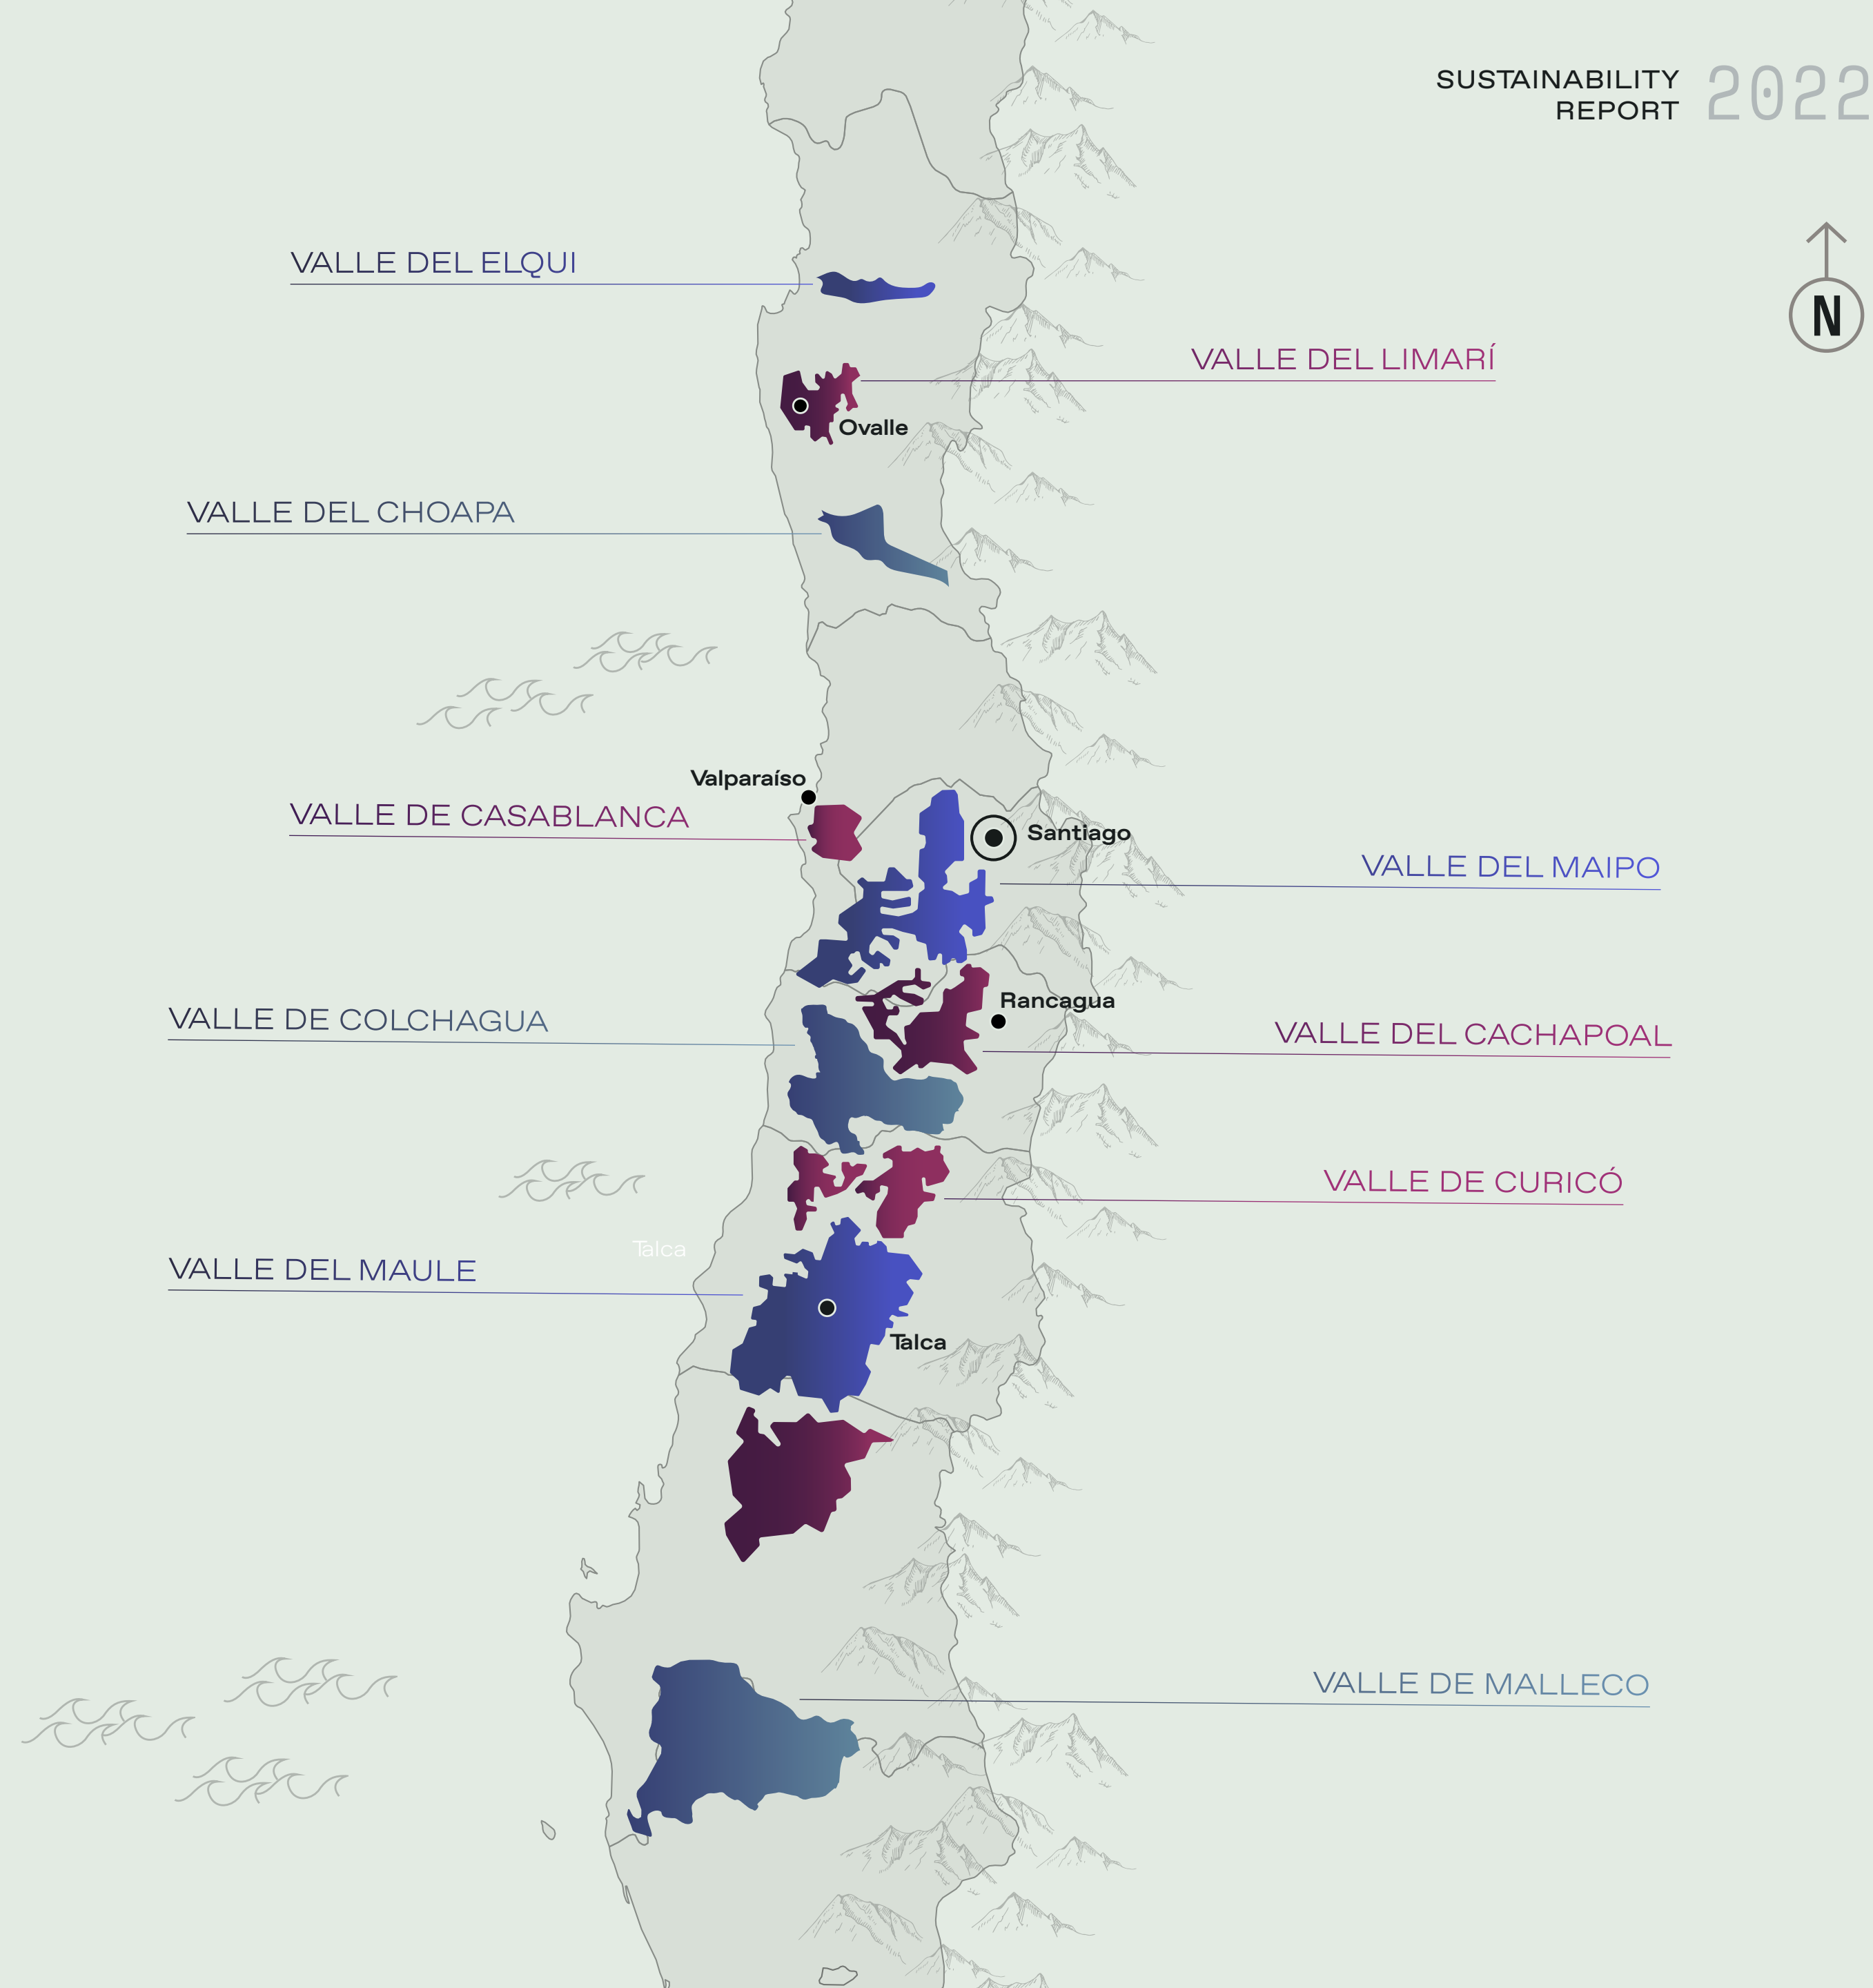 SUSTAINABILITY
REPORT
2022
N
VALLE DEL ELQUI
VALLE DEL LIMARÍ
Ovalle
VALLE DEL CHOAPA
Valparaíso
VALLE DE CASABLANCA
Santiago
VALLE DEL MAIPO
Rancagua
VALLE DE COLCHAGUA
VALLE DEL CACHAPOAL
VALLE DE CURICÓ
Talca
VALLE DEL MAULE
Talca
VALLE DE MALLECO